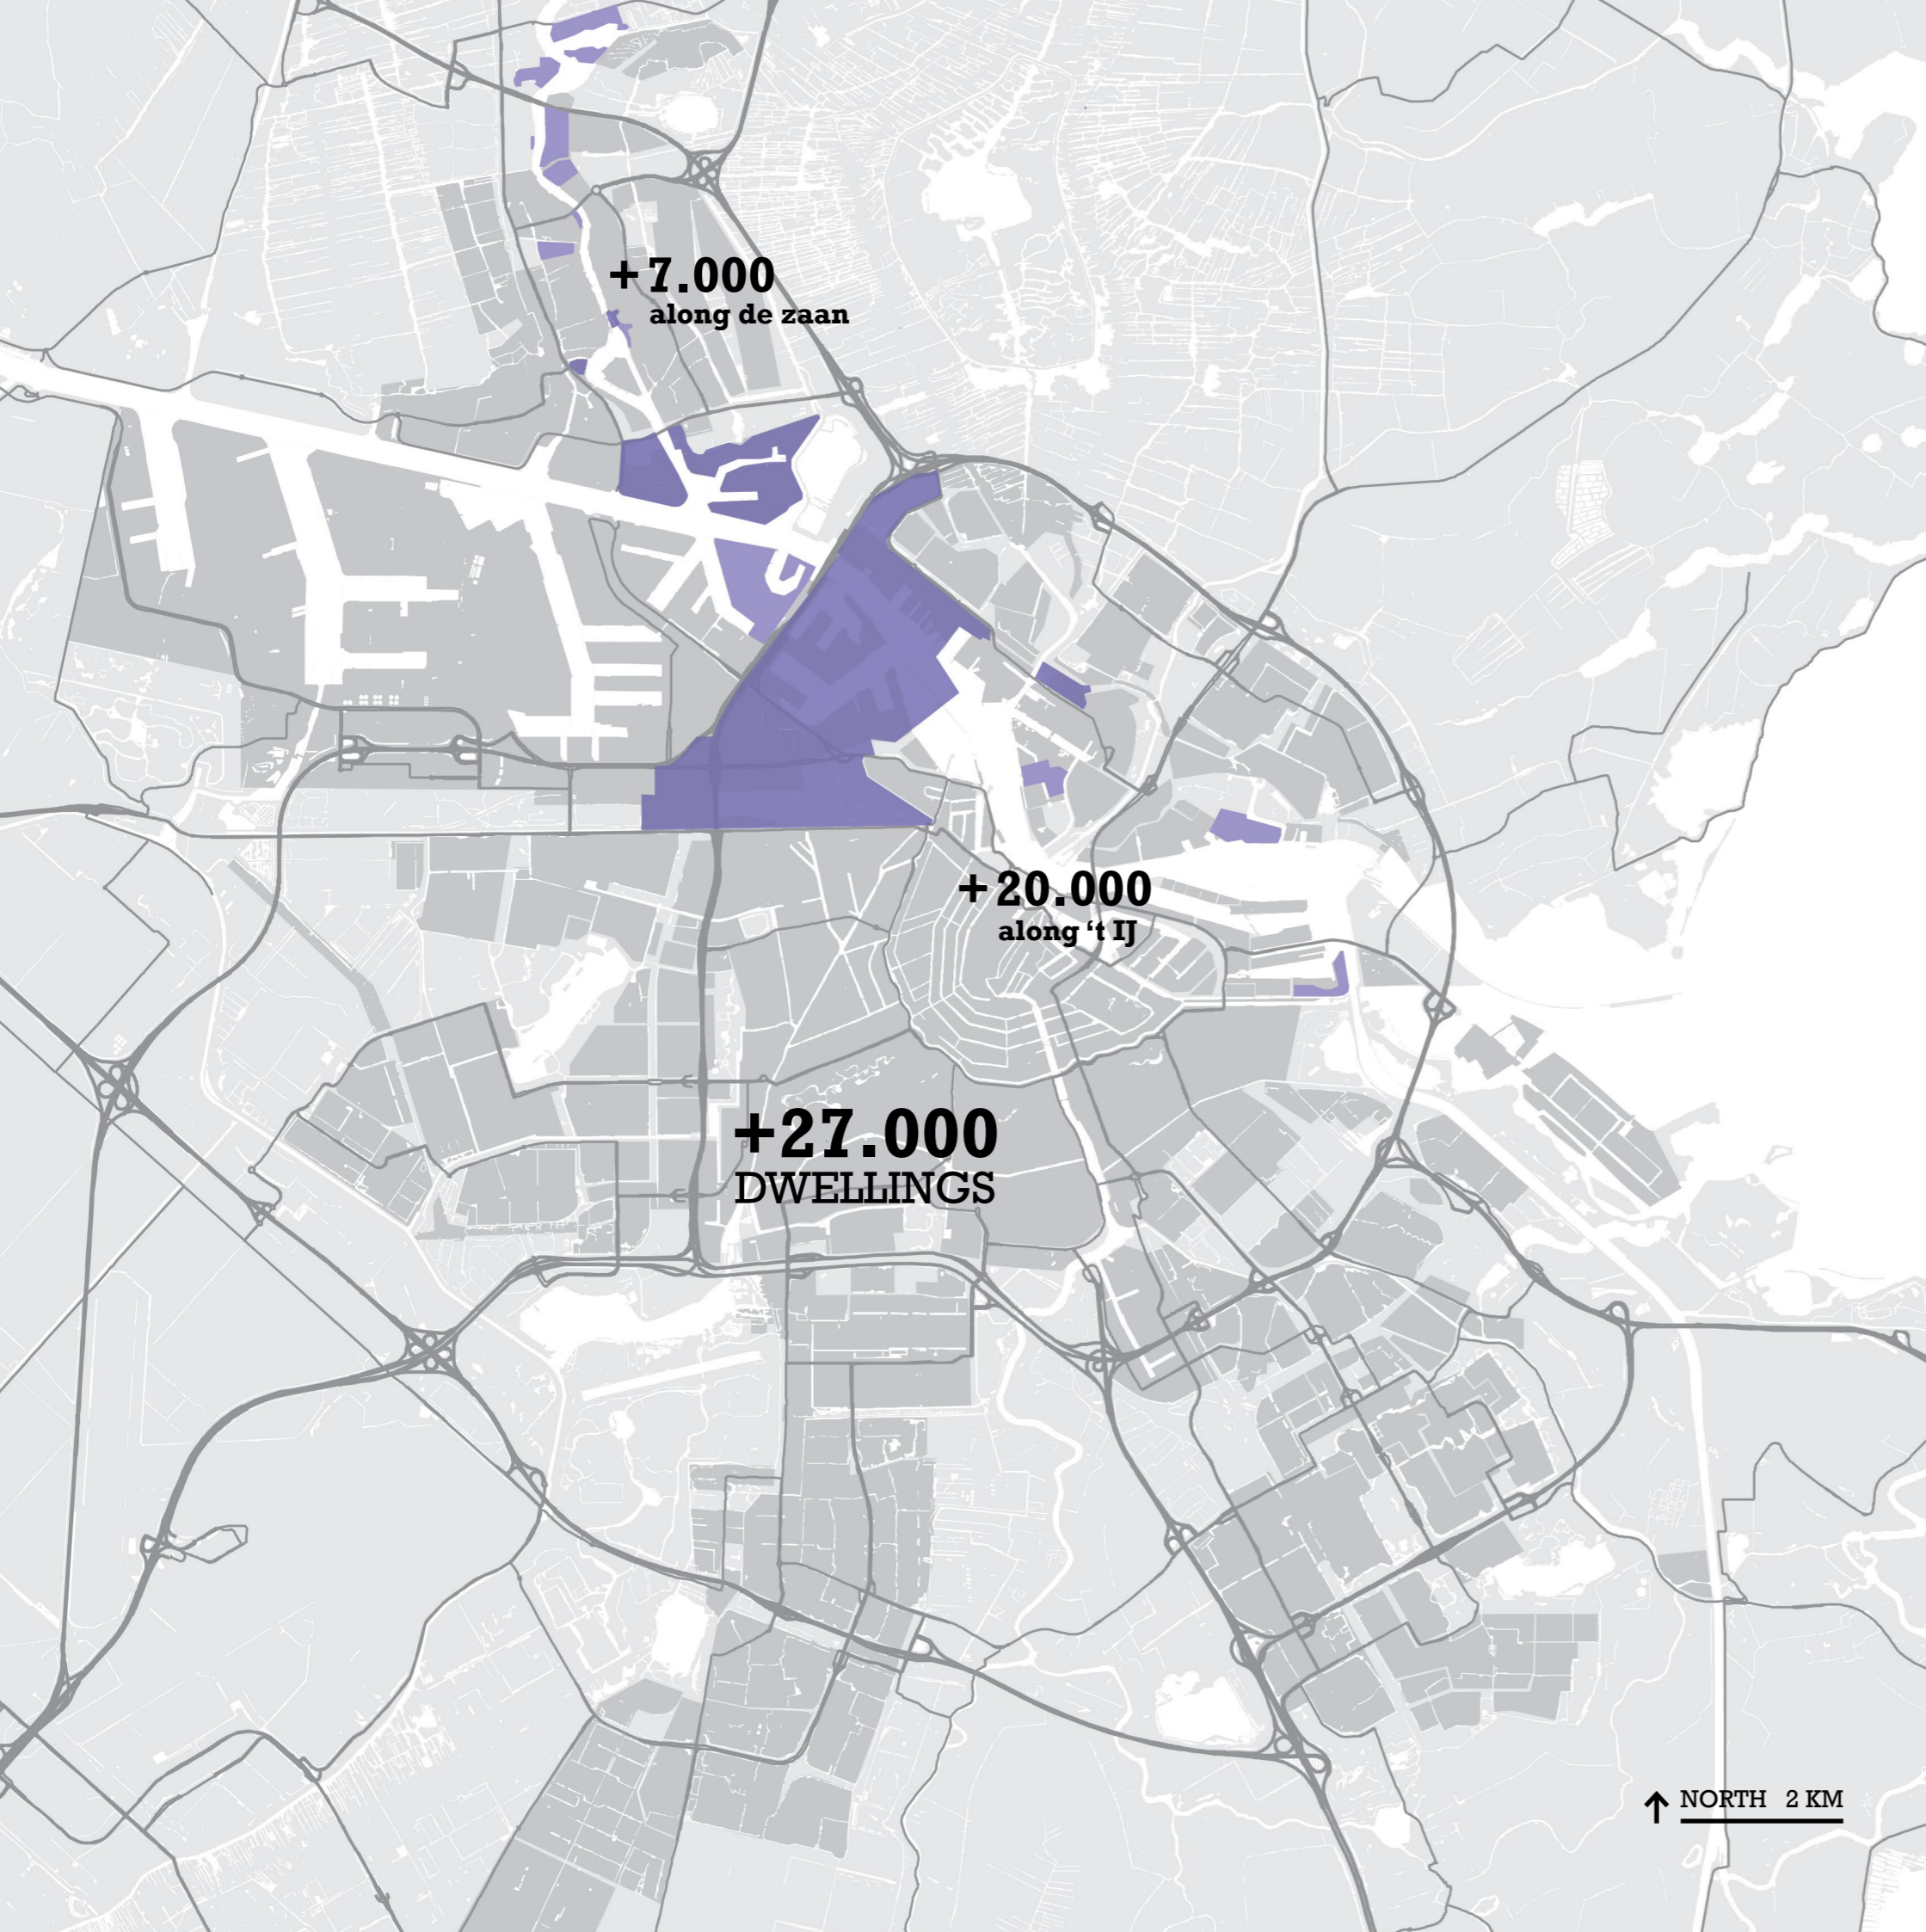 +7.000
along de zaan
+20.000
along ‘t IJ
+27.000
DWELLINGS
NORTH 2 KM